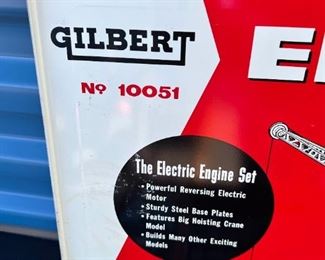 GILBERT
Nº 10051
E
The Electric Engine Set
• Powerful Reversing Electric
Motor
• Sturdy Steel Base Plates
• Features Big Hoisting Crane
Model
• Builds Many Other Exciting
Models